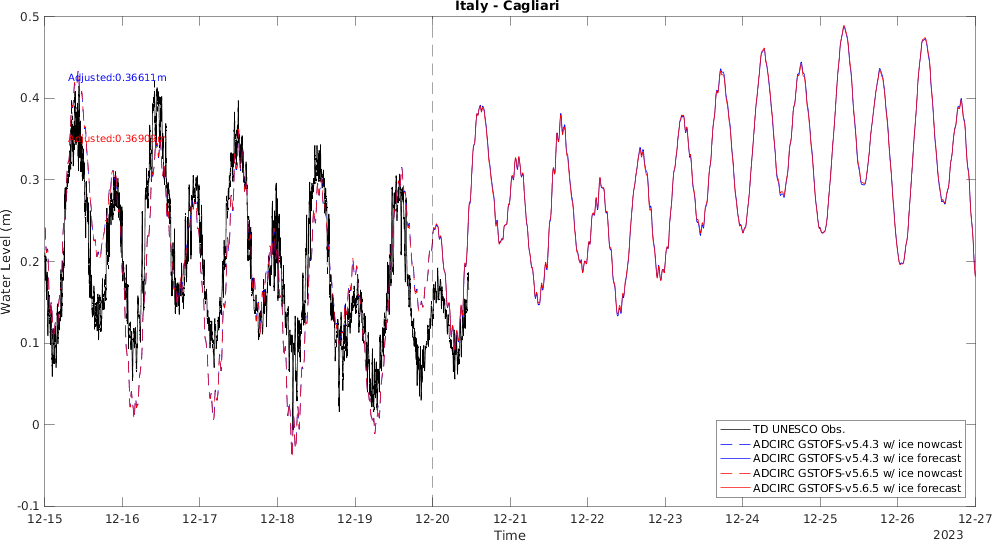 Italy - Cagliari
Water Level (m)
0.5
0.4
0.3
0.2
0.1
0
-0.1
Adjusted:0.36611m
TD UNESCO Obs.
ADCIRC GSTOFS-v5.4.3 w/ ice nowcast
ADCIRC GSTOFS-v5.4.3 w/ ice forecast
ADCIRC GSTOFS-v5.6.5 w/ ice nowcast
ADCIRC GSTOFS-v5.6.5 w/ ice forecast
12-15 12-16 12-17 12-18 12-19 12-20 12-21 12-22 12-23 12-24 12-25 12-26 12-27
Time
2023